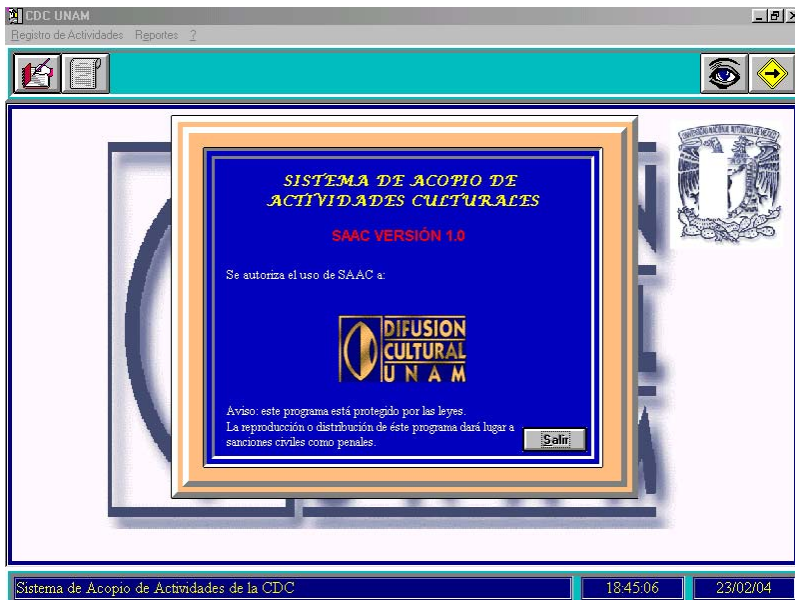 CDC UNAM
Registro de Actividades Reportes ?
SISTEMA DE ACOPIO DE
ACTIVIDADES CULTURALES
SAAC VERSIÓN 1.0
Se autoriza el uso de SAAC a:
DIFUSION
CULTURAL
UNAM
Aviso: este programa está protegido por las leyes.
La reproducción o distribución de éste programa dará lugar a
sanciones civiles como penales.
Salir
Sistema de Acopio de Actividades de la CDC
18:45:06
23/02/04